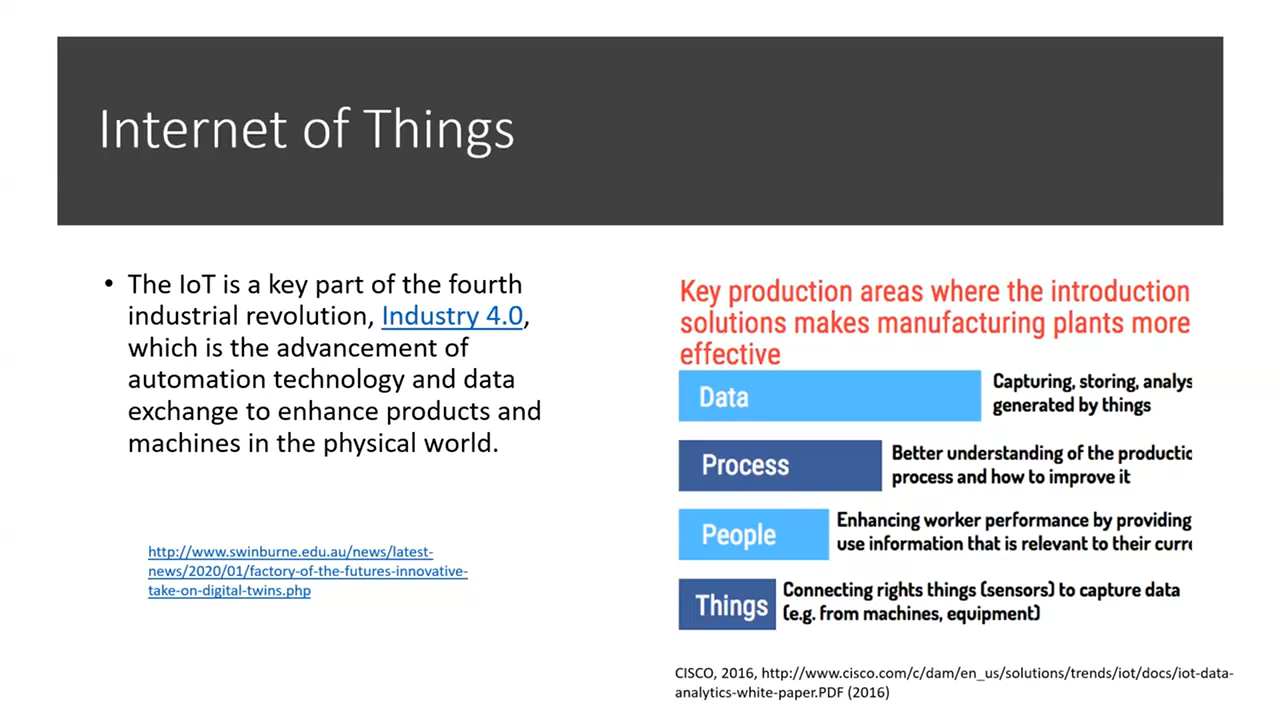 Internet of Things
• The IoT is a key part of the fourth
industrial revolution, Industry 4.0,
which is the advancement of
automation technology and data
exchange to enhance products and
machines in the physical world.
http://www.swinburne.edu.au/news/latest-
news/2020/01/factory-of-the-futures-innovative-
take-on-digital-twins.php
Key production areas where the introduction
solutions makes manufacturing plants more
effective
Data
Capturing, storing, analys
generated by things
Process
Better understanding of the productic
process and how to improve it
People
Enhancing worker performance by providing
use information that is relevant to their curre
Things
Connecting rights things (sensors) to capture data
(e.g. from machines, equipment)
CISCO, 2016, http://www.cisco.com/c/dam/en_us/solutions/trends/iot/docs/iot-data-
analytics-white-paper.PDF (2016)